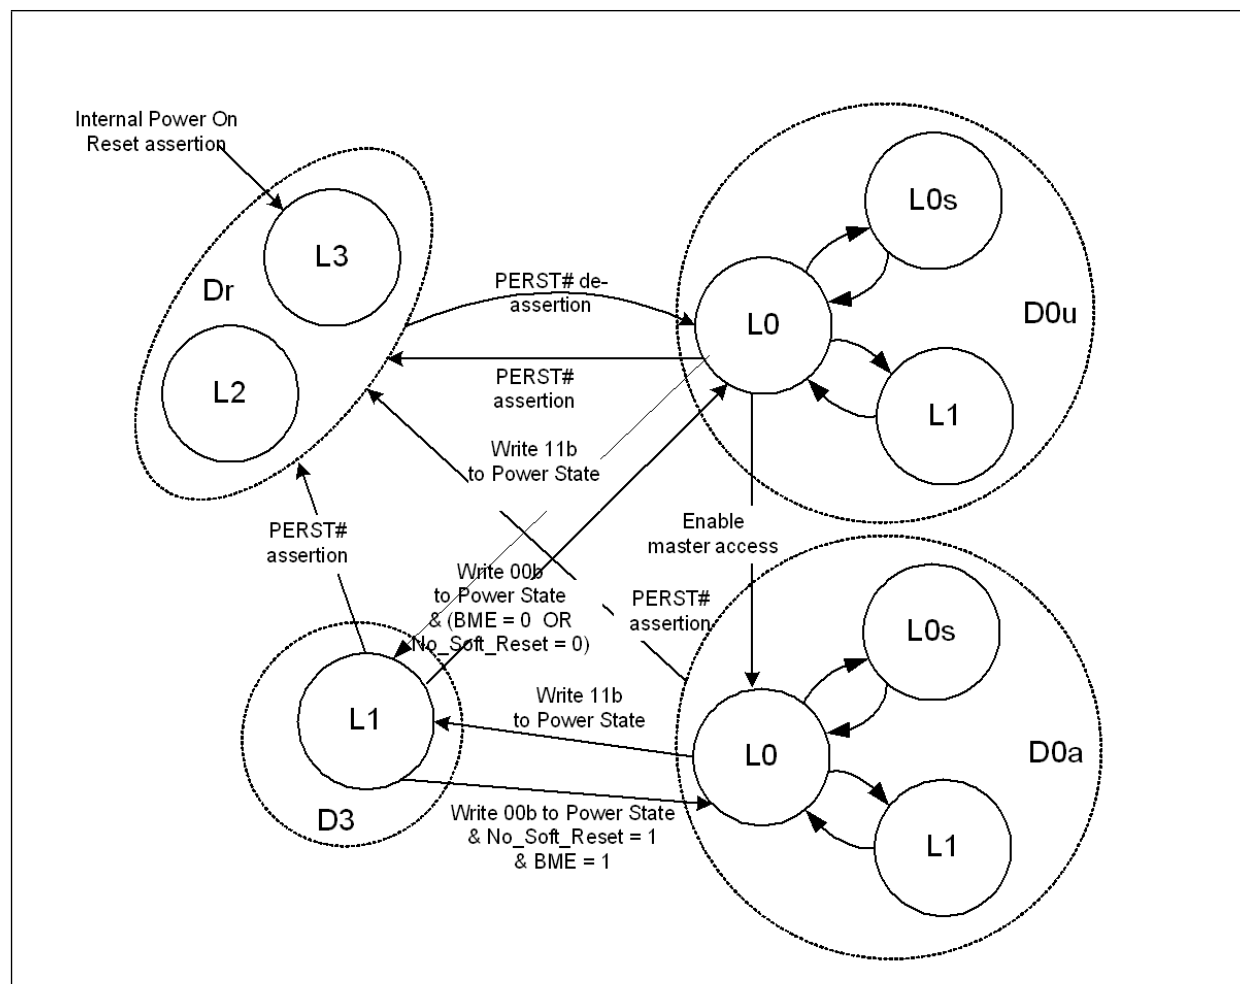 Internal Power On
Reset assertion
L0s
L3
Dr
PERST# de-
assertion
L0
D0u
L2
PERST#
assertion
L1
Write 11b
to Power State
PERST#
assertion
Enable
master access
Write 00b
to Power State
& (BME = 0 OR
No_Soft_Reset = 0)
PERST#
assertion
L0s
Write 11b
to Power State
L1
L0
D0a
D3
Write 00b to Power State
& No_Soft_Reset = 1
& BME = 1
L1